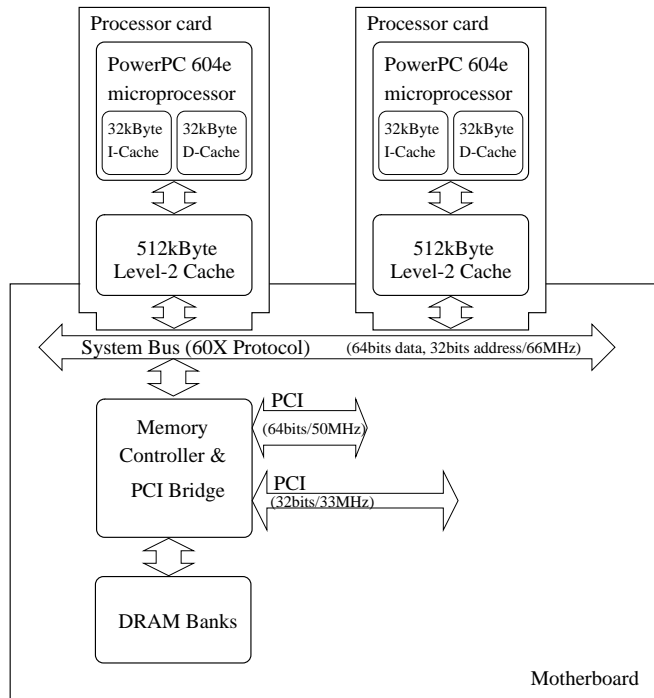 Processor card
PowerPC 604e
microprocessor
32kByte
I-Cache
32kByte
D-Cache
512kByte
Level-2 Cache
Processor card
PowerPC 604e
microprocessor
32kByte
I-Cache
32kByte
D-Cache
512kByte
Level-2 Cache
System Bus (60X Protocol)
(64bits data, 32bits address/66MHz)
Memory
Controller &
PCI Bridge
PCI
(64bits/50MHz)
PCI
(32bits/33MHz)
DRAM Banks
Motherboard